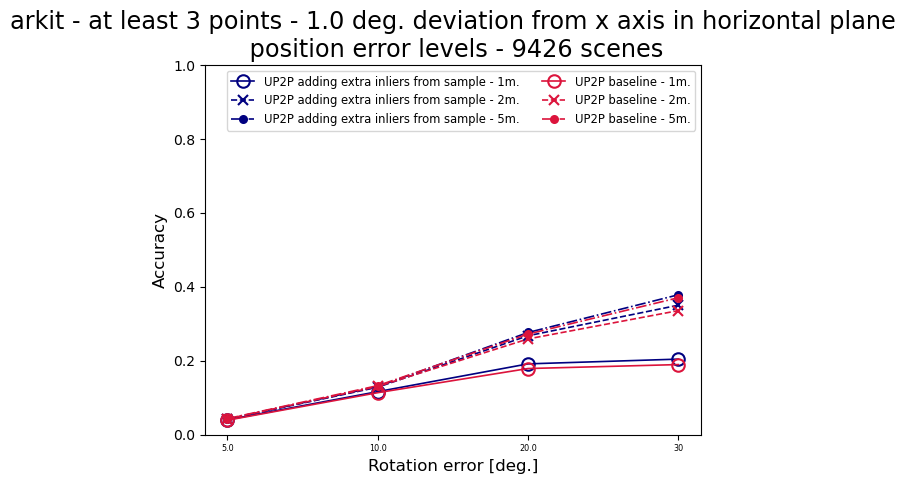 arkit - at least 3 points - 1.0 deg. deviation from x axis in horizontal plane
position error levels - 9426 scenes
UP2P adding extra inliers from sample - 1m.
UP2P adding extra inliers from sample - 2m.
UP2P adding extra inliers from sample - 5m.
UP2P baseline - 1m.
UP2P baseline - 2m.
UP2P baseline - 5m.
1.0
0.8
0.6
0.4
0.2
0.0
Accuracy
5.0 10.0 20.0 30
Rotation error [deg.]